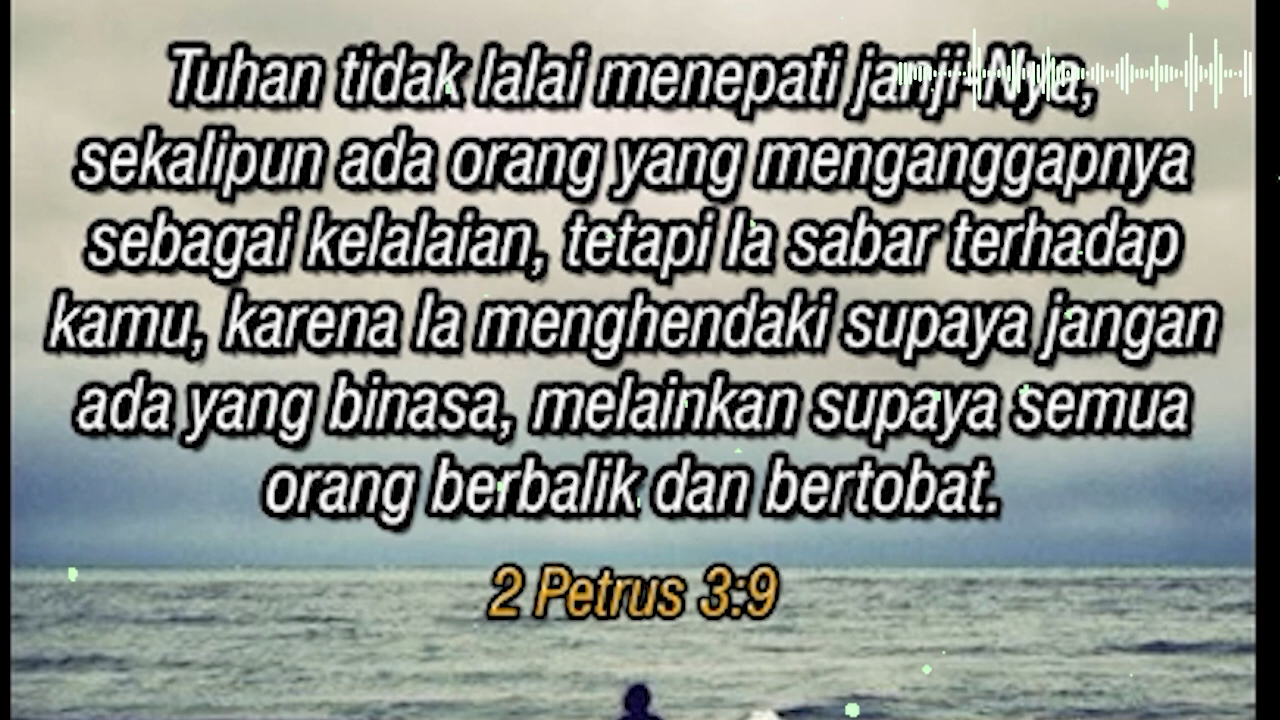 Tuhan tidak lalai menepati janji-Nya,
sekalipun ada orang yang menganggapnya
sebagai kelalaian, tetapi Ia sabar terhadap
kamu, karena Ia menghendaki supaya jangan
ada yang binasa, melainkan supaya semua
orang berbalik dan bertobat.
2 Petrus 3:9